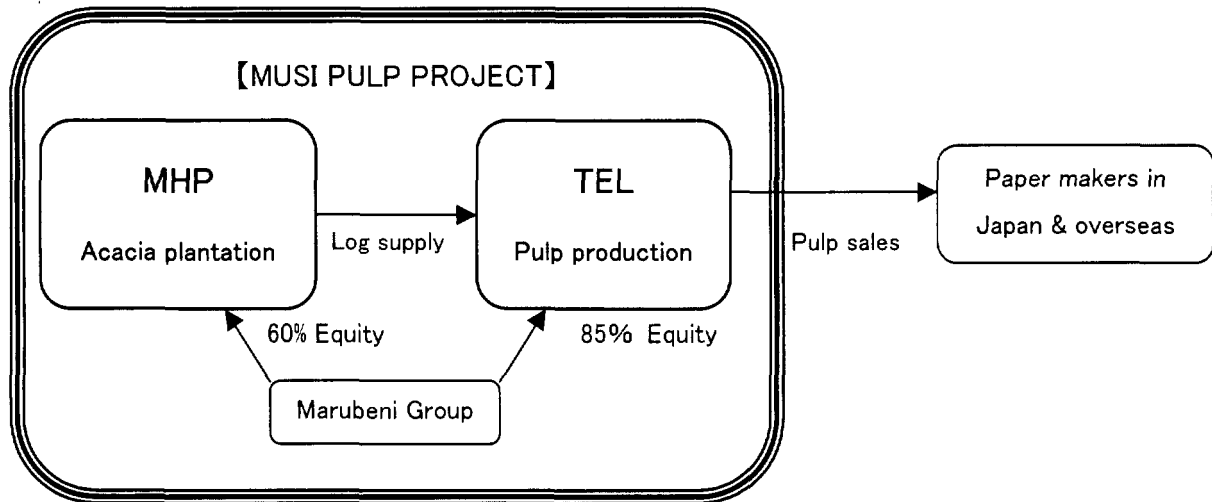 【MUSI PULP PROJECT】
MHP
Acacia plantation
Log supply
TEL
Pulp production
Pulp sales
Paper makers in
Japan & overseas
60% Equity
85% Equity
Marubeni Group